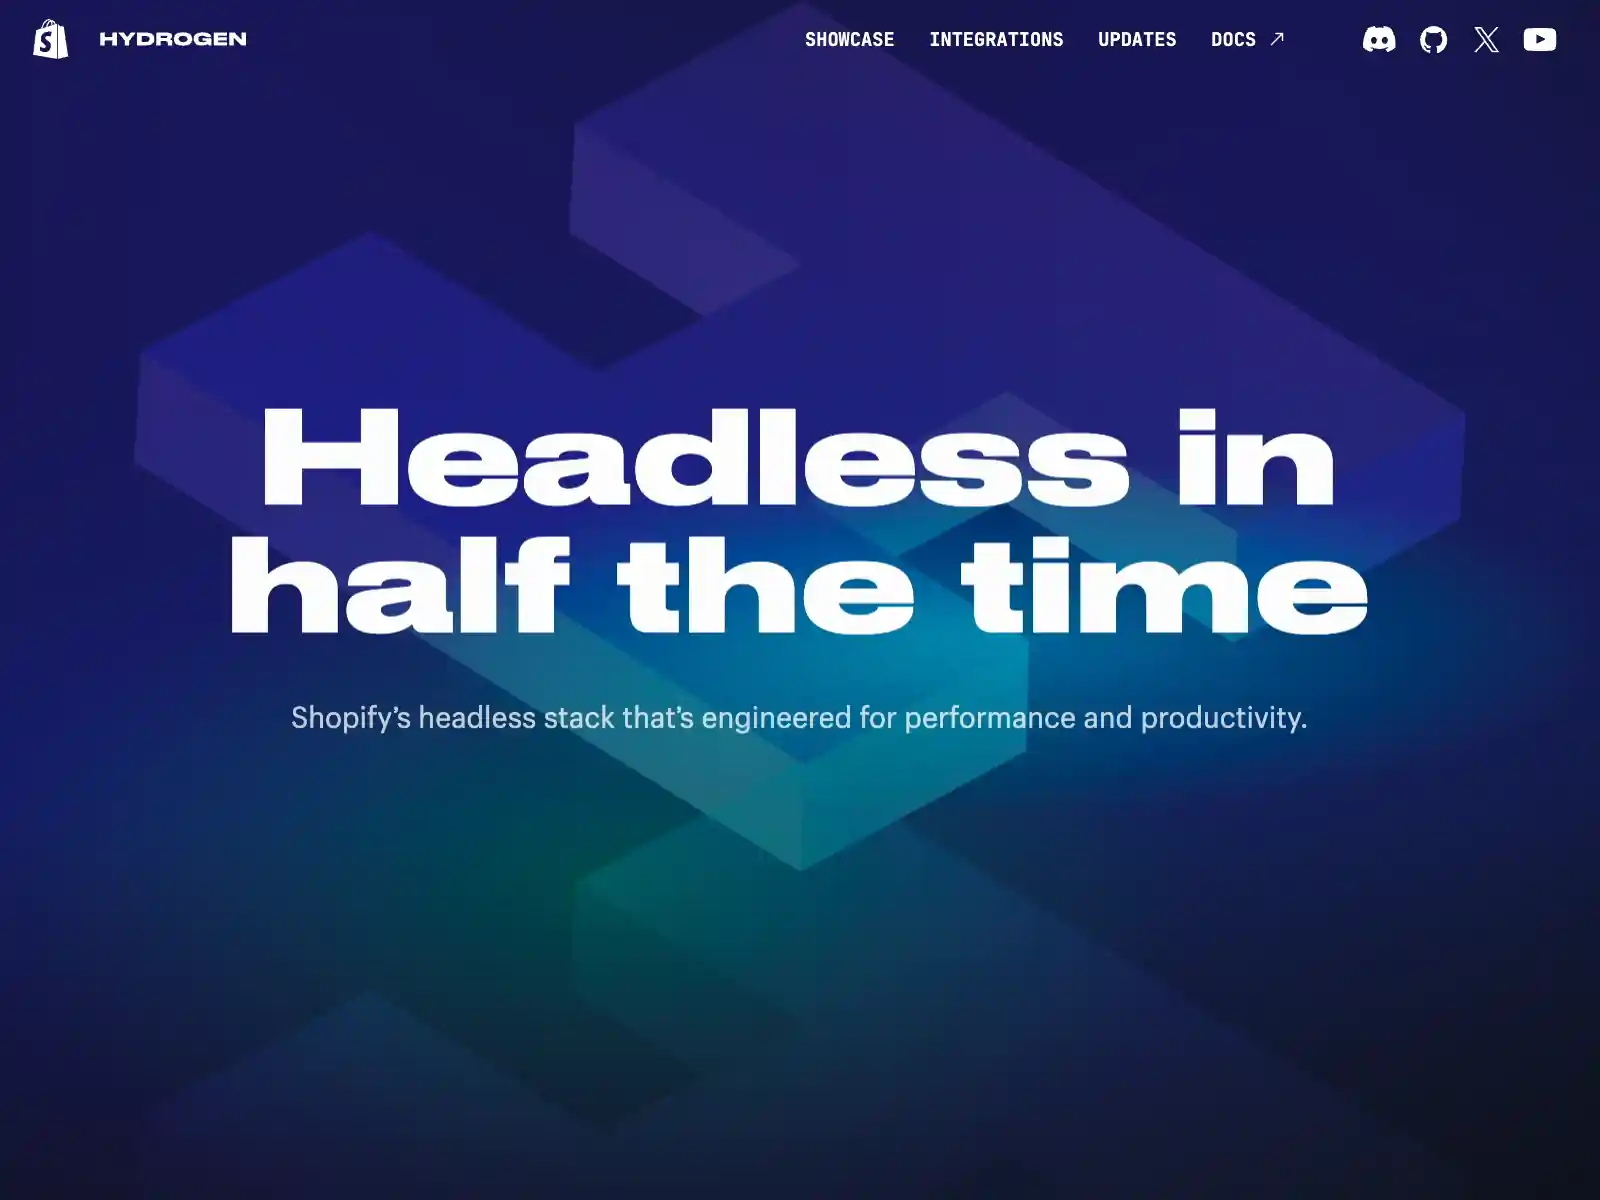 HYDROGEN
SHOWCASE INTEGRATIONS UPDATES DOCS ↗
Headless in
half the time
Shopify’s headless stack that’s engineered for performance and productivity.